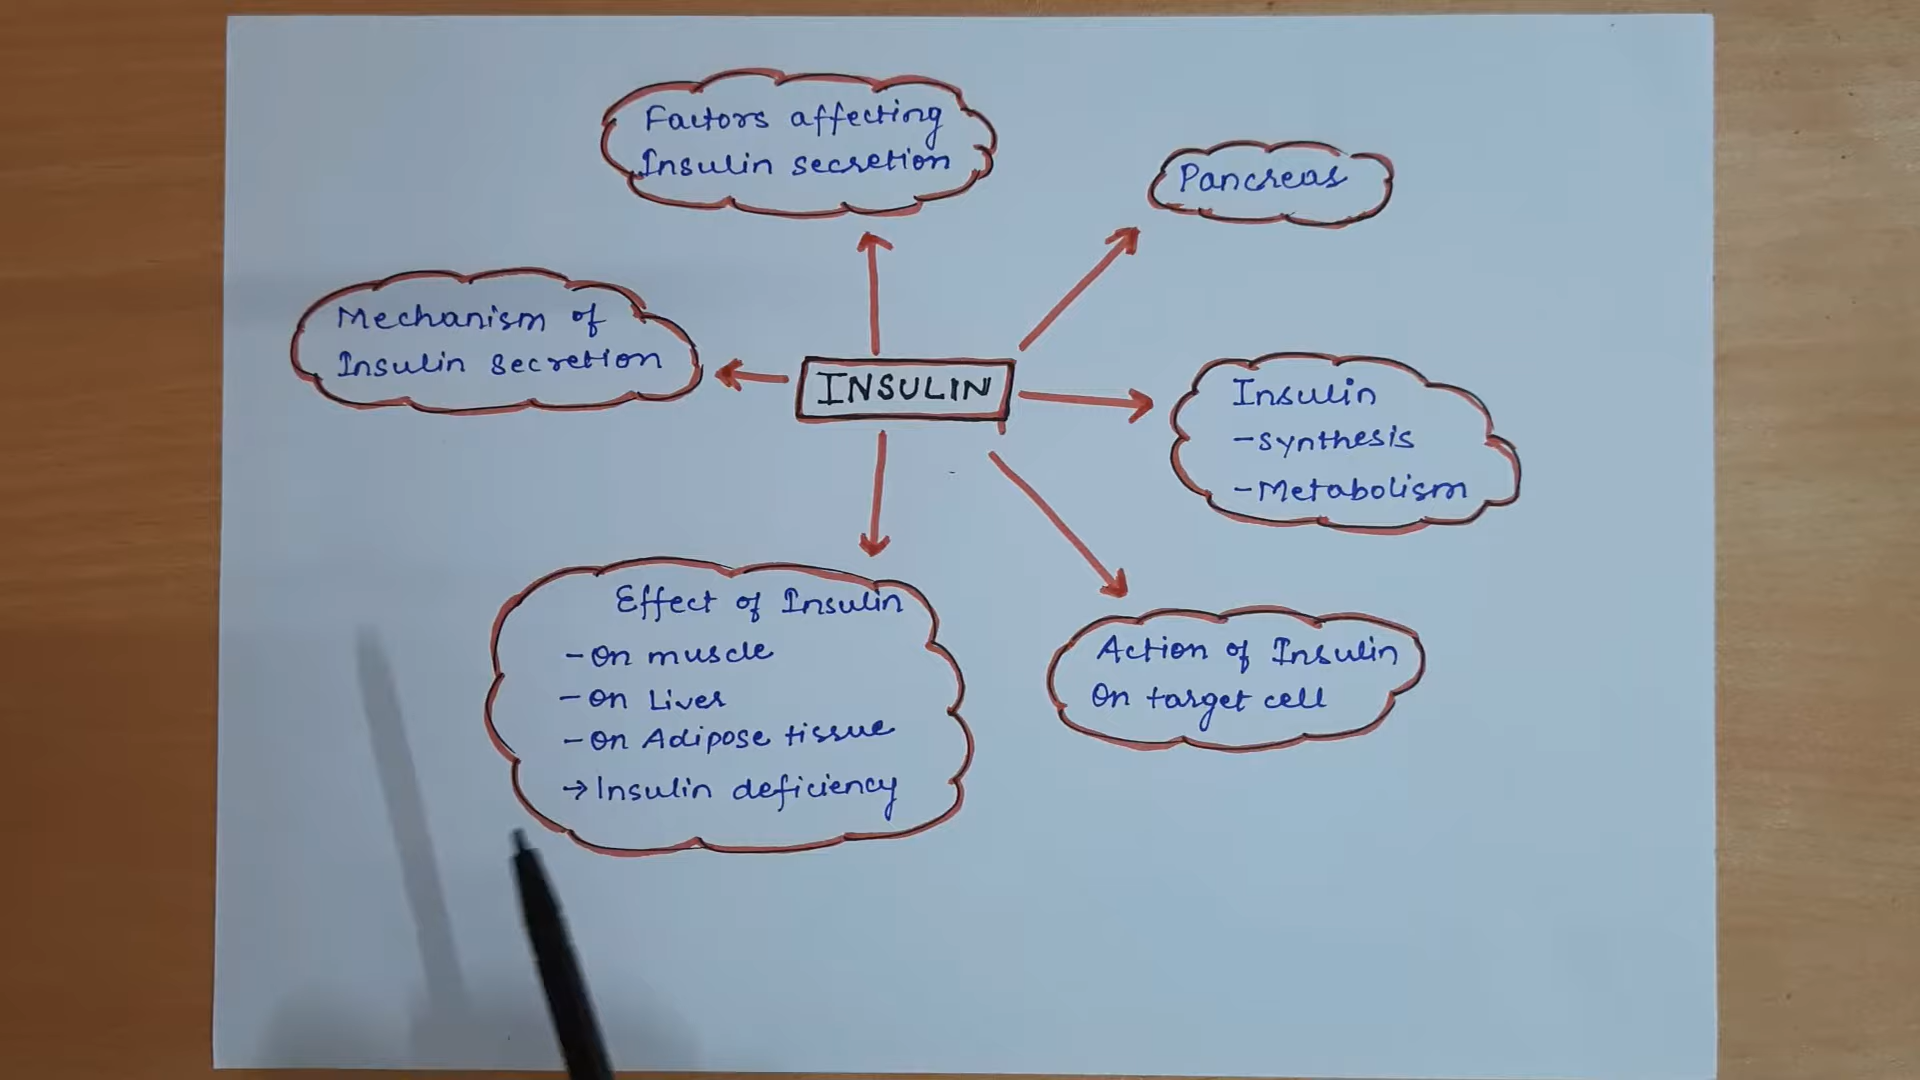 Factors affecting
Insulin secretion
Pancreas
Mechanism of
Insulin secretion
INSULIN
Insulin
-Synthesis
-Metabolism
Effect of Insulin
-On muscle
-On Liver
-On Adipose tissue
→Insulin deficiency
Action of Insulin
On target cell